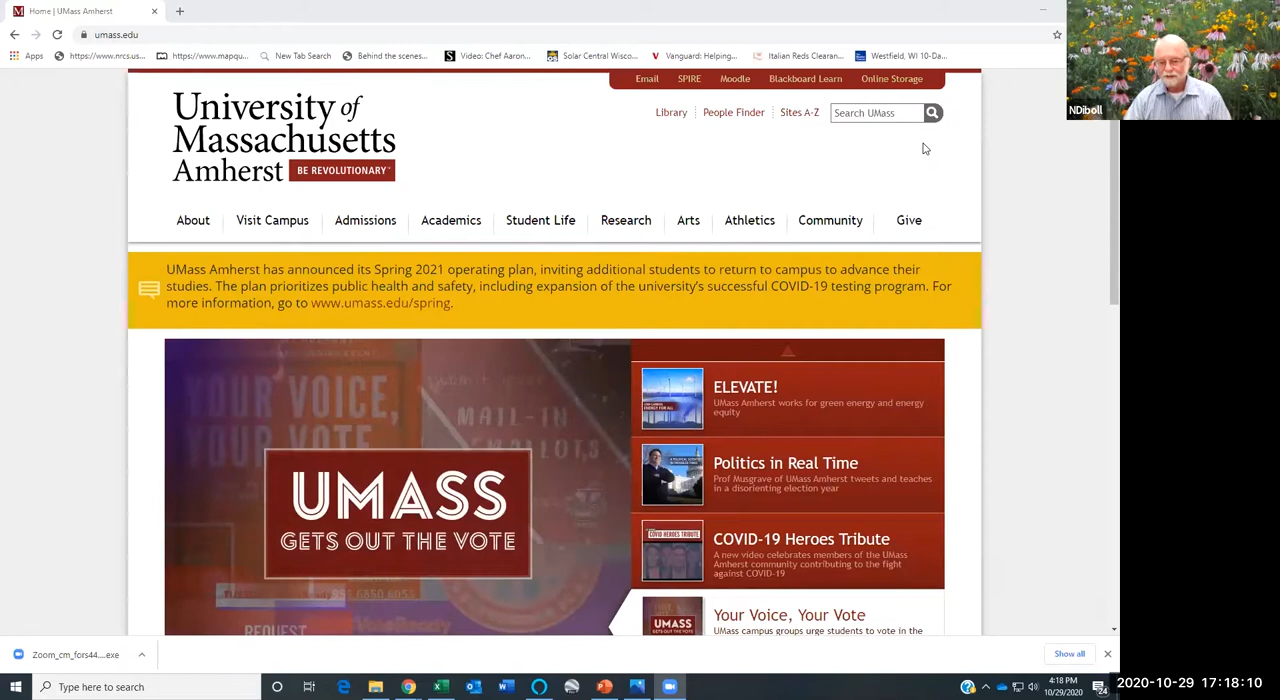 Home | UMass Amherst
umass.edu
Apps
https://www.nrcs.us...
https://www.mapqu...
New Tab Search
Behind the scenes...
Video: Chef Aaron...
Solar Central Wisco...
Vanguard: Helping...
Italian Reds Clearan...
Westfield, WI 10-Da...
NDiboll
Email
SPIRE
Moodle
Blackboard Learn
Online Storage
University of
Massachusetts
Amherst BE REVOLUTIONARY™
Library
People Finder
Sites A-Z
Search UMass
About
Visit Campus
Admissions
Academics
Student Life
Research
Arts
Athletics
Community
Give
UMass Amherst has announced its Spring 2021 operating plan, inviting additional students to return to campus to advance their
studies. The plan prioritizes public health and safety, including expansion of the university's successful COVID-19 testing program. For
more information, go to www.umass.edu/spring.
YOUR VOICE,
YOUR VOTE
MAIL-IN
UMASS
GETS OUT THE VOTE
REQUEST
ELEVATE!
UMass Amherst works for green energy and energy
equity
Politics in Real Time
Prof Musgrave of UMass Amherst tweets and teaches
in a disorienting election year
COVID HEROES TRIBUTE
COVID-19 Heroes Tribute
A new video celebrates members of the UMass
Amherst community contributing to the fight
against COVID-19
UMASS
Your Voice, Your Vote
UMass campus groups urge students to vote in the
Zoom_cm_fors44....exe
Show all
Type here to search
4:18 PM
10/29/2020
24
2020-10-29 17:18:10